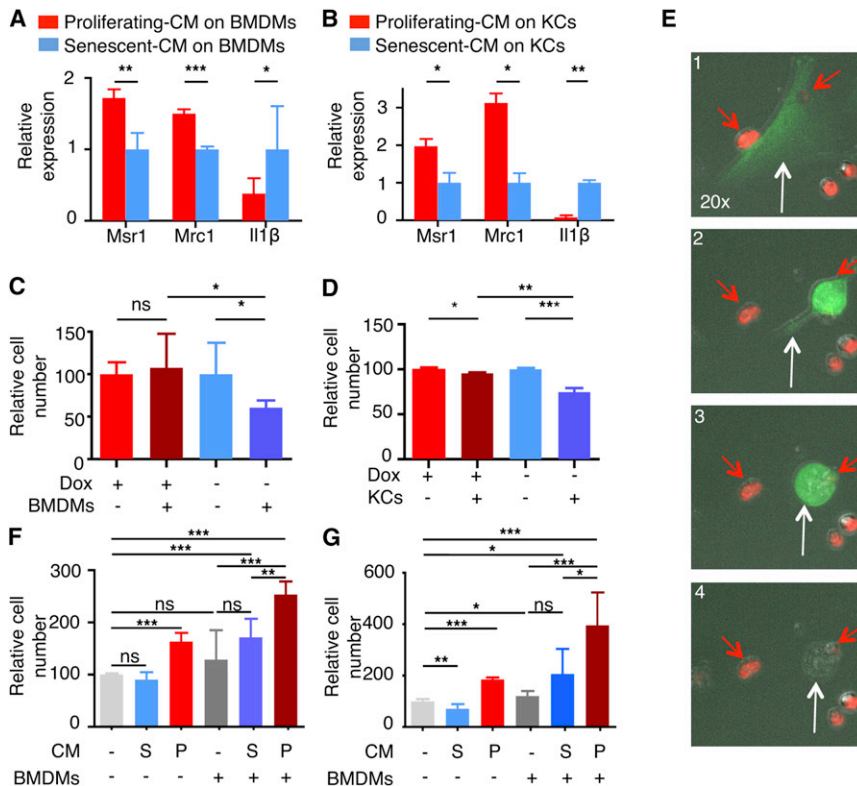 A
Proliferating-CM on BMDMs
Senescent-CM on BMDMs
** *** *
Relative expression
2
1
0
Msr1 Mrc1 Il1β
B
Proliferating-CM on KCs
Senescent-CM on KCs
* * **
Relative expression
3
2
1
0
Msr1 Mrc1 Il1β
C
*
ns *
Relative cell number
150
100
50
0
Dox + + - -
BMDMs - + - +
D
**
* ***
Relative cell number
150
100
50
0
Dox + + - -
KCs - + - +
E
1
20x
2
3
4
F
***
***
***
ns ns **
***
ns
Relative cell number
300
200
100
0
CM - S P - S P
BMDMs - - - + + +
G
***
*
***
* ns *
***
**
Relative cell number
600
400
200
0
CM - S P - S P
BMDMs - - - + + +